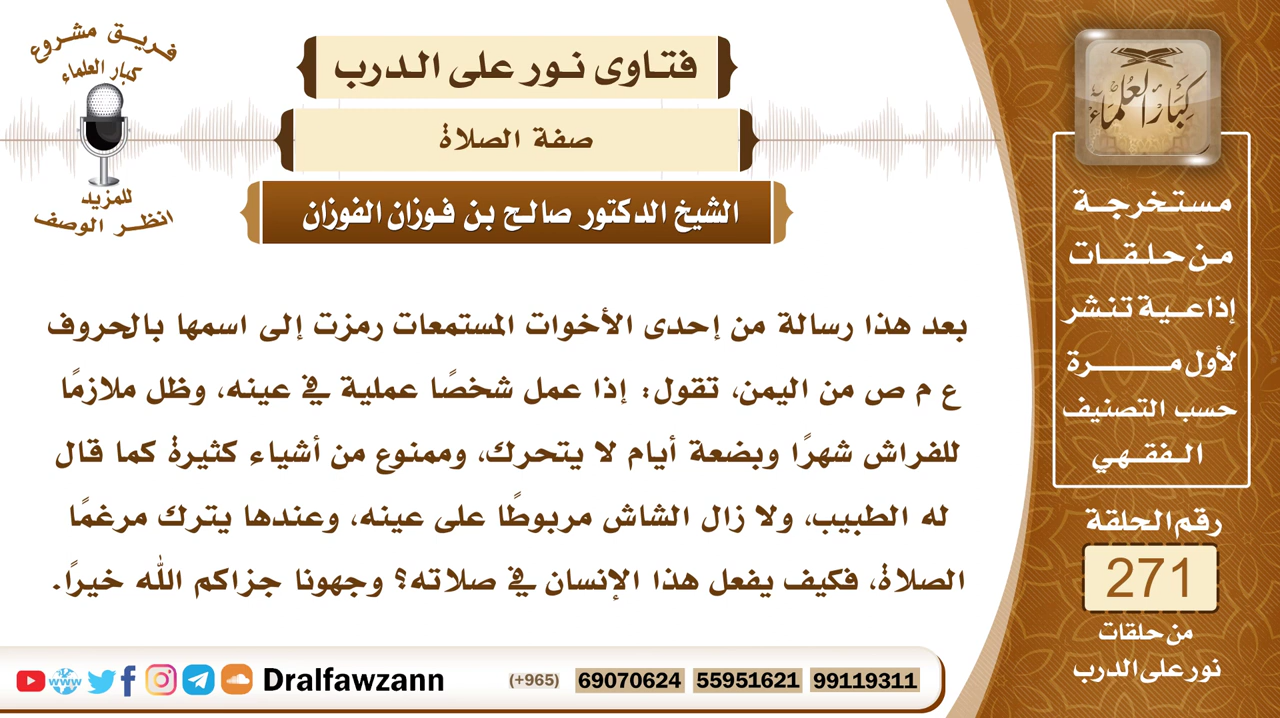 فريق مشروع
كبار العلماء
للمزيد
انظر الوصف
فتاوى نور على الدرب
صفة الصلاة
الشيخ الدكتور صالح بن فوزان الفوزان
بعد هذا رسالة من إحدى الأخوات المستمعات رمزت إلى اسمها بالحروف
ع م ص من اليمن، تقول: إذا عمل شخصًا عملية في عينه، وظل ملازمًا
للفراش شهرًا وبضعة أيام لا يتحرك، وممنوع من أشياء كثيرة كما قال
له الطبيب، ولا زال الشاش مربوطًا على عينه، وعندها يترك مرغمًا
الصلاة، فكيف يفعل هذا الإنسان في صلاته؟ وجهونا جزاكم الله خيرًا.
كبار العلماء
مستخرجة
من حلقات
إذاعية تنشر
لأول مرة
حسب التصنيف
الفقهي
رقم الحلقة
271
من حلقات
نور على الدرب
www
Dralfawzann
(+965)
69070624
55951621
99119311